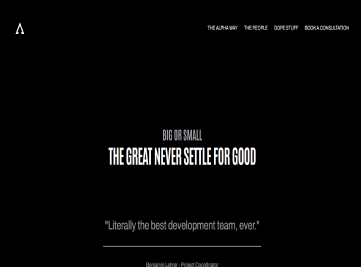 THE ALPHA WAY THE PEOPLE DOPE STUFF BOOK A CONSULTATION
BIG OR SMALL
THE GREAT NEVER SETTLE FOR GOOD
"Literally the best development team, ever."
Benjamin Lehrer - Project Coordinator